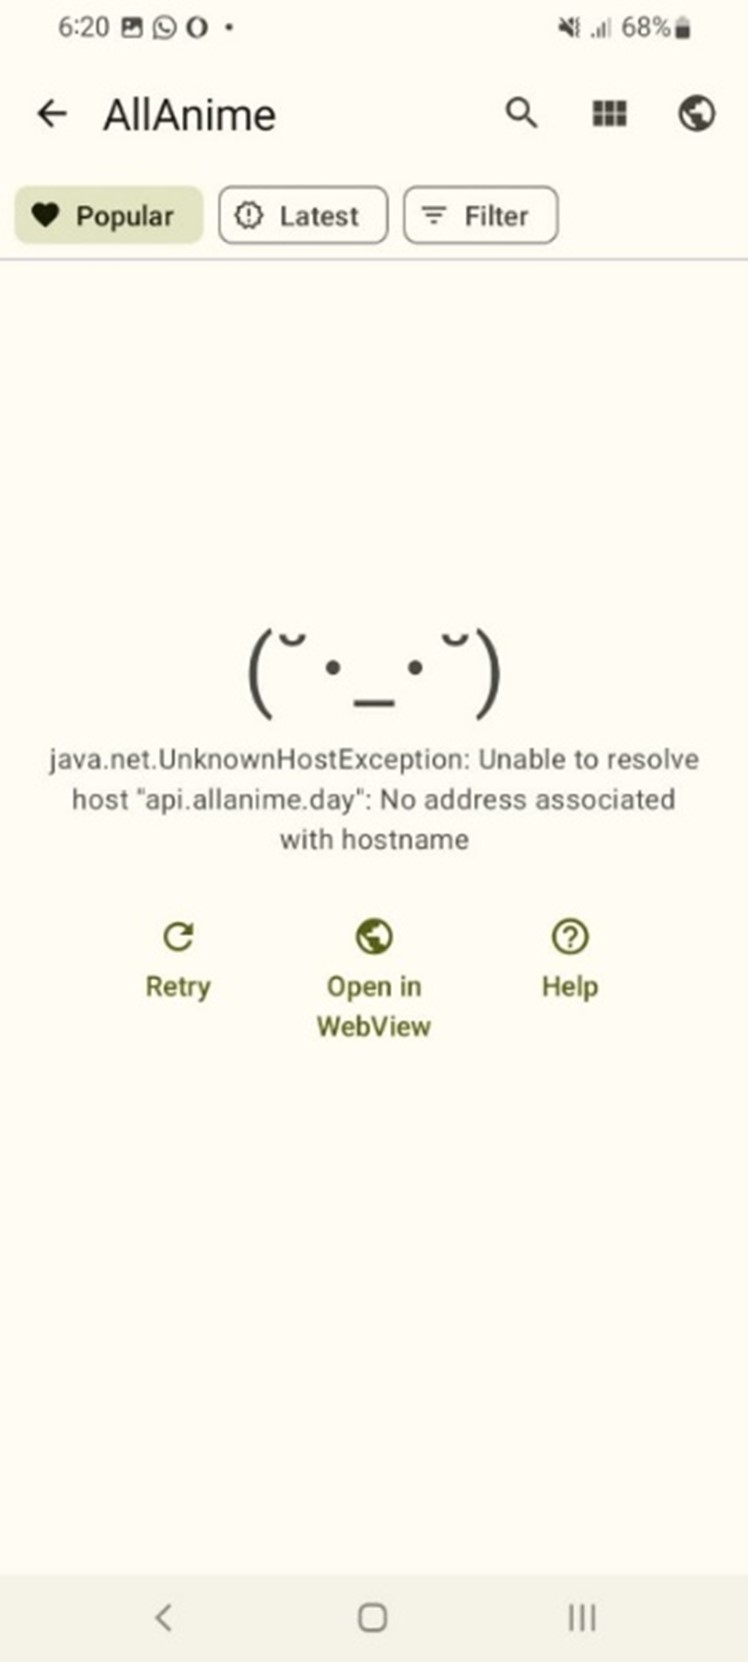 6:20 68%
AllAnime
Popular Latest Filter
(˘•_•˘)
java.net.UnknownHostException: Unable to resolve
host "api.allanime.day": No address associated
with hostname
Retry Open in Help
WebView